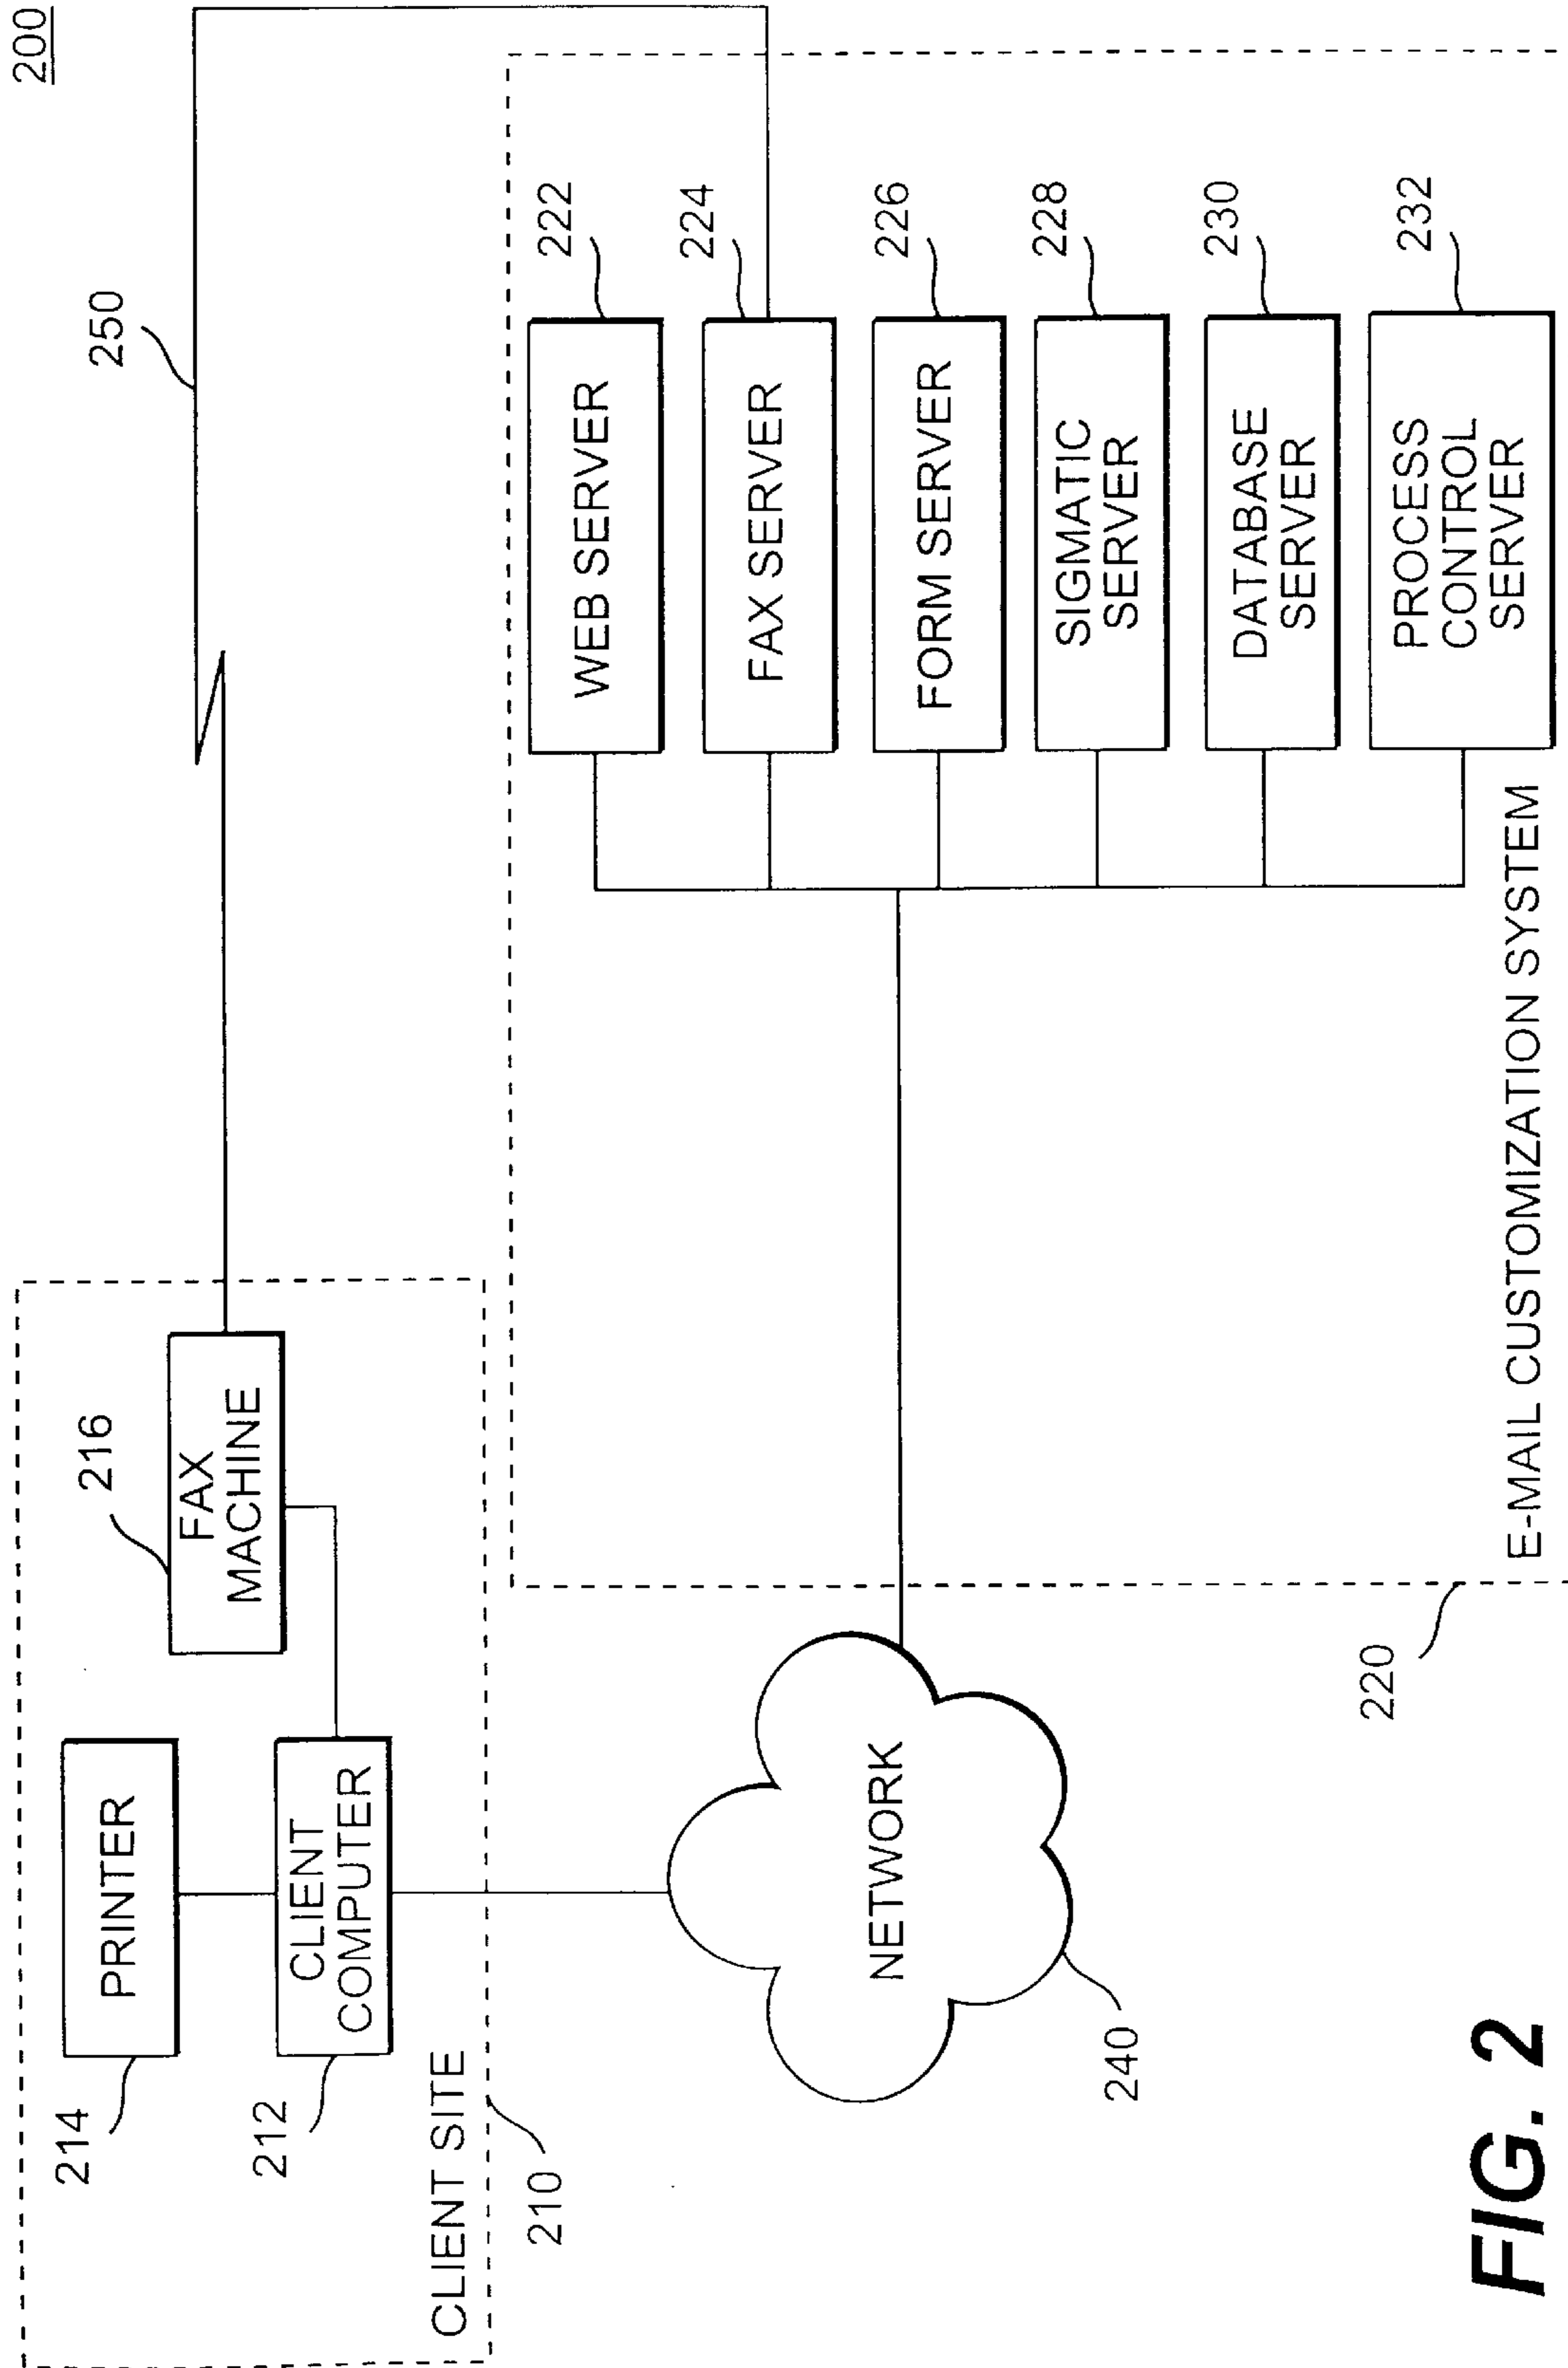 200
250
216
FAX
MACHINE
214
PRINTER
212
CLIENT
COMPUTER
CLIENT SITE
210
NETWORK
240
222
WEB SERVER
224
FAX SERVER
226
FORM SERVER
228
SIGMATIC
SERVER
230
DATABASE
SERVER
232
PROCESS
CONTROL
SERVER
E-MAIL CUSTOMIZATION SYSTEM
220
FIG. 2